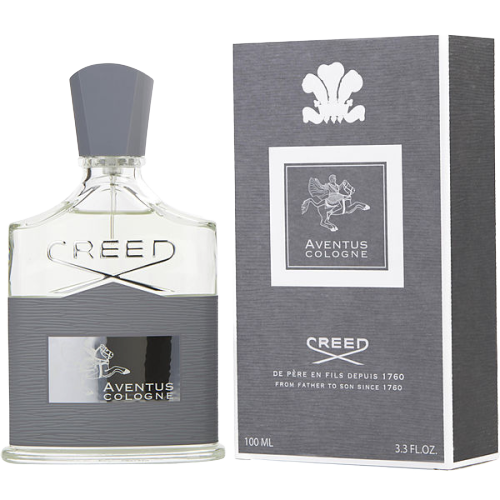 CREED
AVENTUS
COLOGNE
AVENTUS
COLOGNE
CREED
DE PÈRE EN FILS DEPUIS 1760
FROM FATHER TO SON SINCE 1760
100 ML
3.3 FL.OZ.